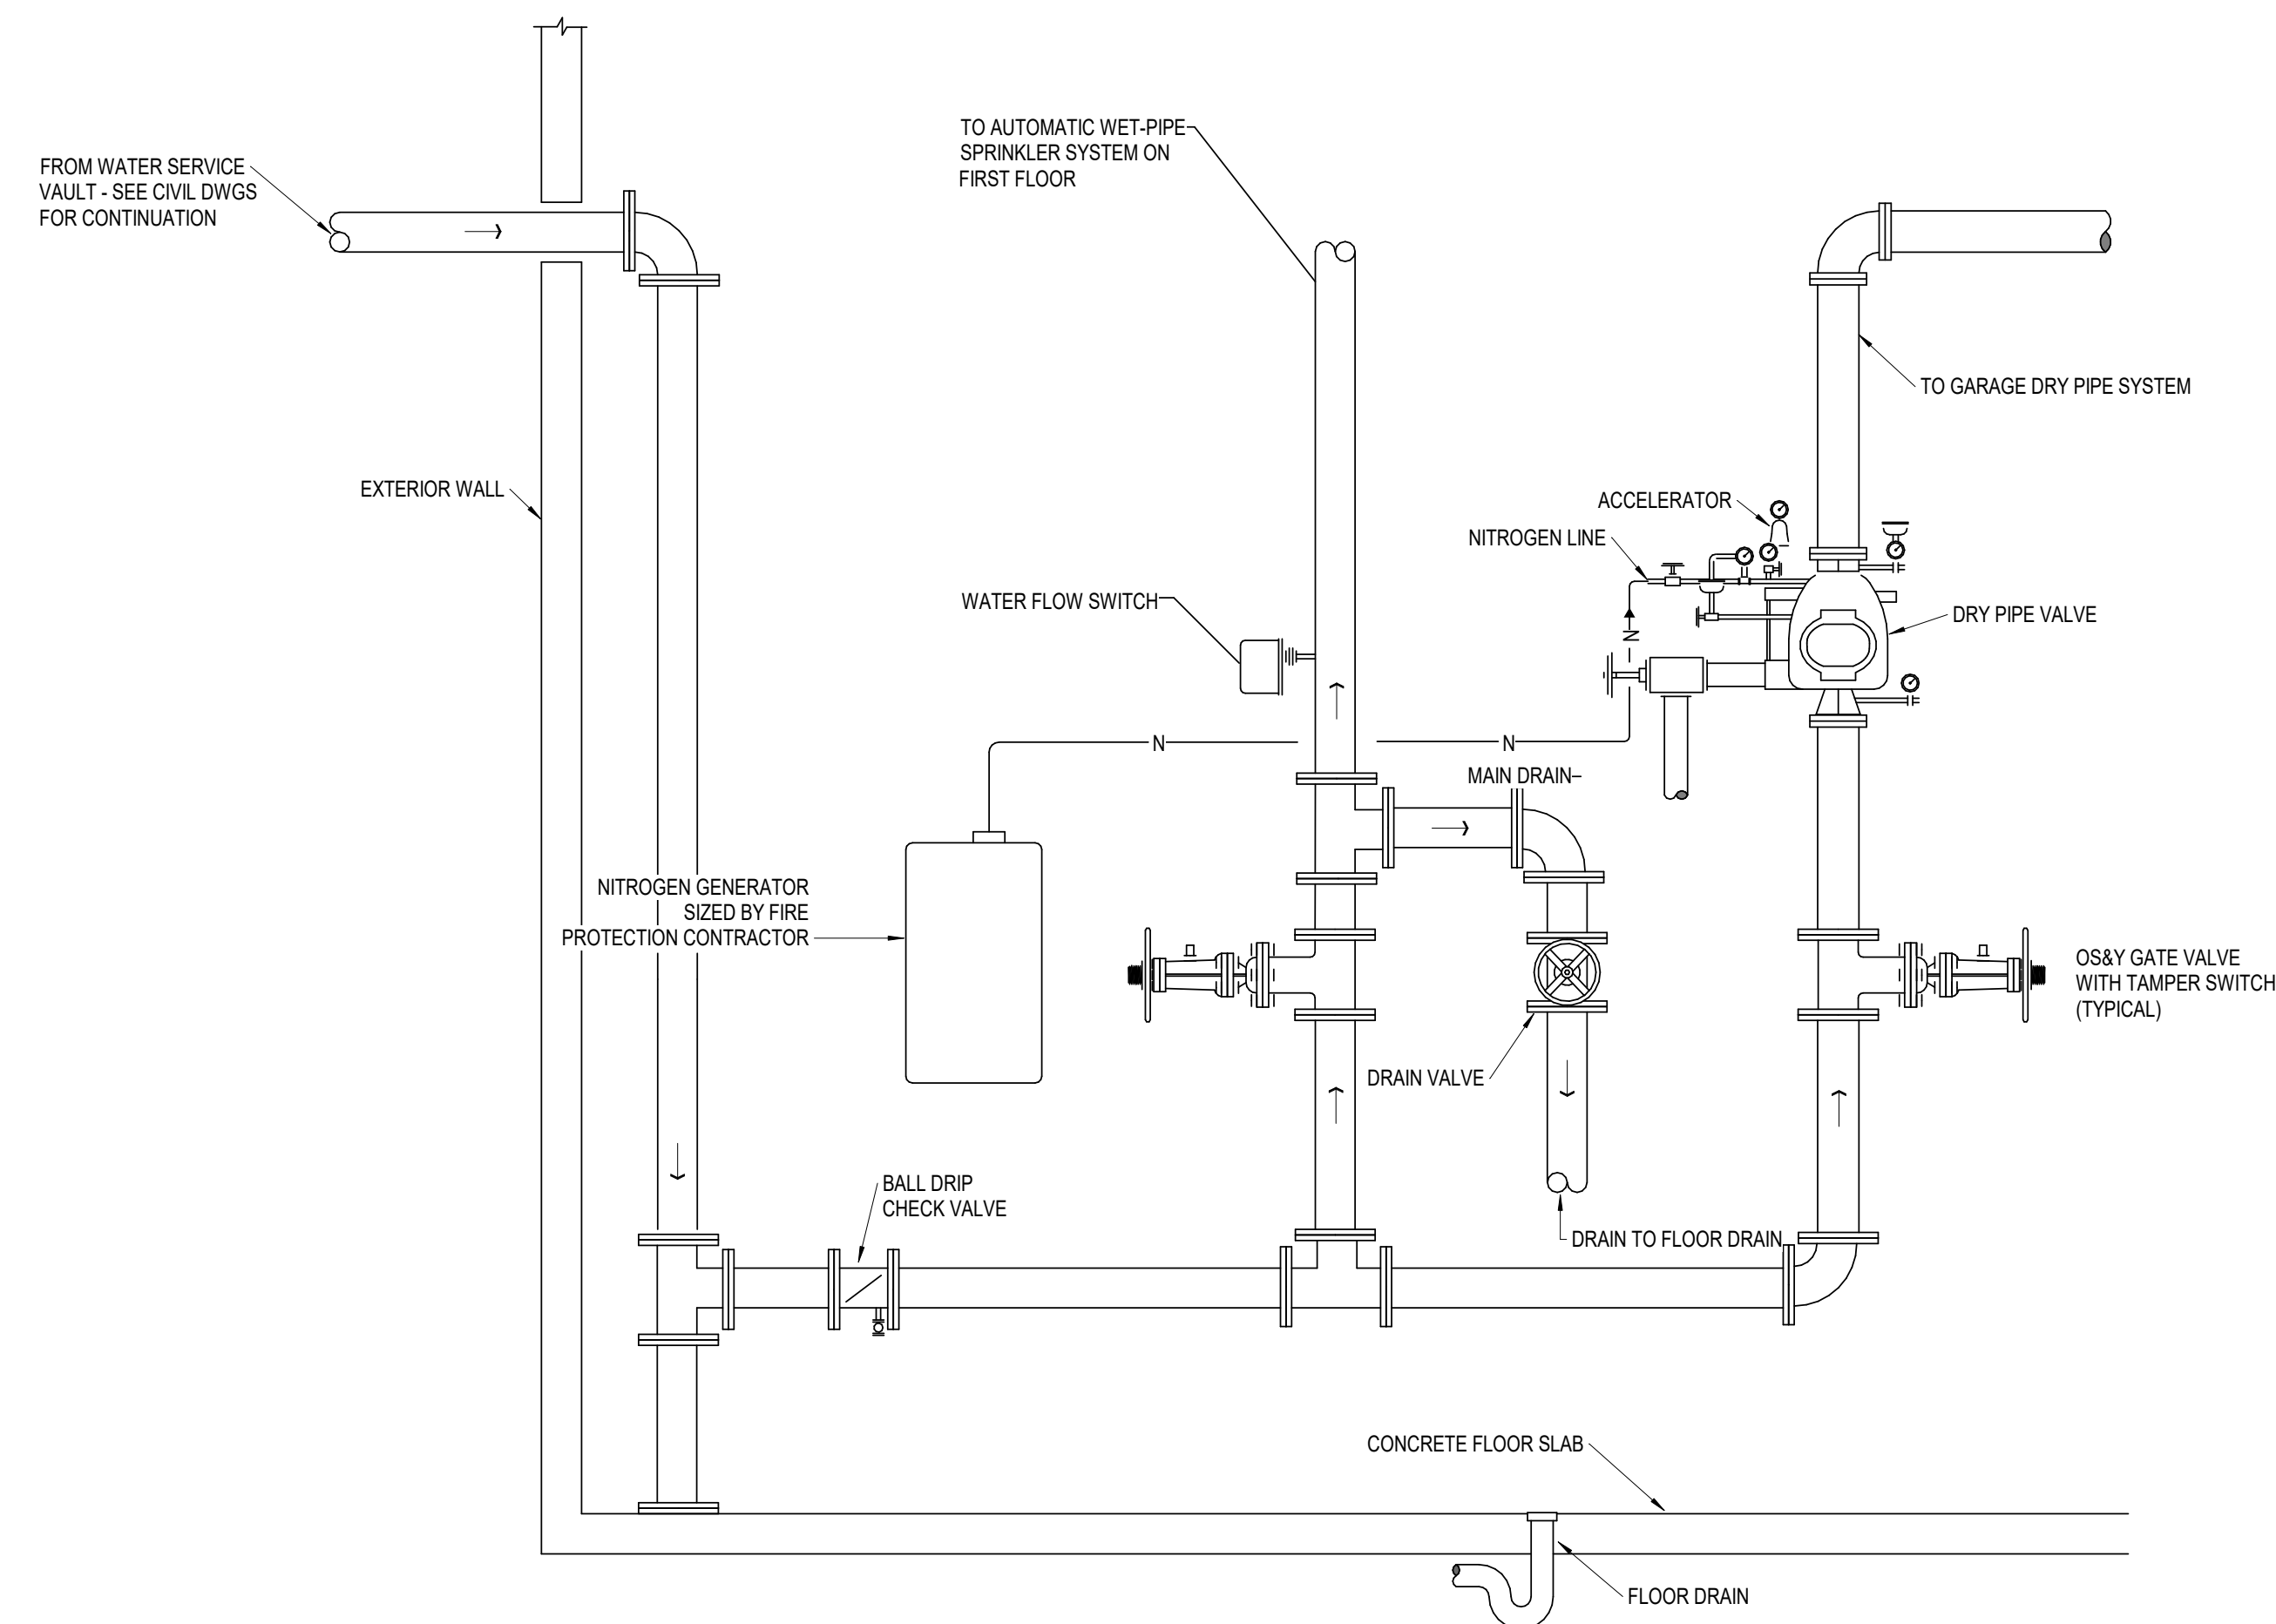 TO AUTOMATIC WET-PIPE
SPRINKLER SYSTEM ON
FIRST FLOOR
FROM WATER SERVICE
VAULT - SEE CIVIL DWGS
FOR CONTINUATION
TO GARAGE DRY PIPE SYSTEM
EXTERIOR WALL
ACCELERATOR
NITROGEN LINE
WATER FLOW SWITCH
DRY PIPE VALVE
N
N
N
MAIN DRAIN
NITROGEN GENERATOR
SIZED BY FIRE
PROTECTION CONTRACTOR
OS&Y GATE VALVE
WITH TAMPER SWITCH
(TYPICAL)
DRAIN VALVE
BALL DRIP
CHECK VALVE
DRAIN TO FLOOR DRAIN
CONCRETE FLOOR SLAB
FLOOR DRAIN